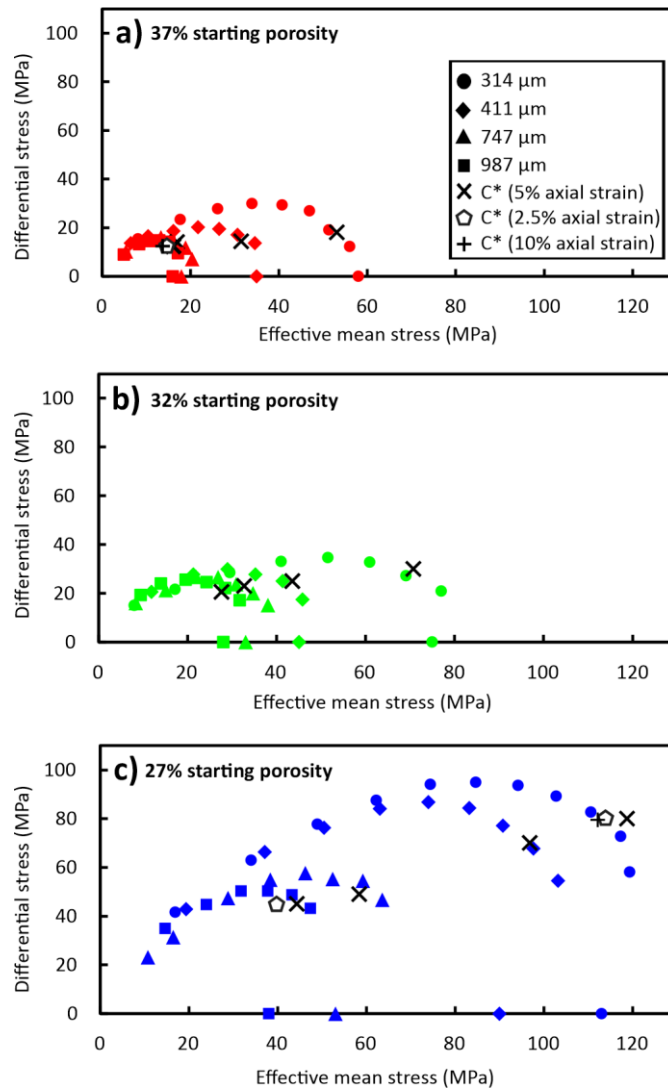 a) 37% starting porosity
100
80
60
40
20
0
Differential stress (MPa)
314 µm
411 µm
747 µm
987 µm
C* (5% axial strain)
C* (2.5% axial strain)
C* (10% axial strain)
0 20 40 60 80 100 120
Effective mean stress (MPa)
b) 32% starting porosity
100
80
60
40
20
0
Differential stress (MPa)
0 20 40 60 80 100 120
Effective mean stress (MPa)
c) 27% starting porosity
100
80
60
40
20
0
Differential stress (MPa)
0 20 40 60 80 100 120
Effective mean stress (MPa)